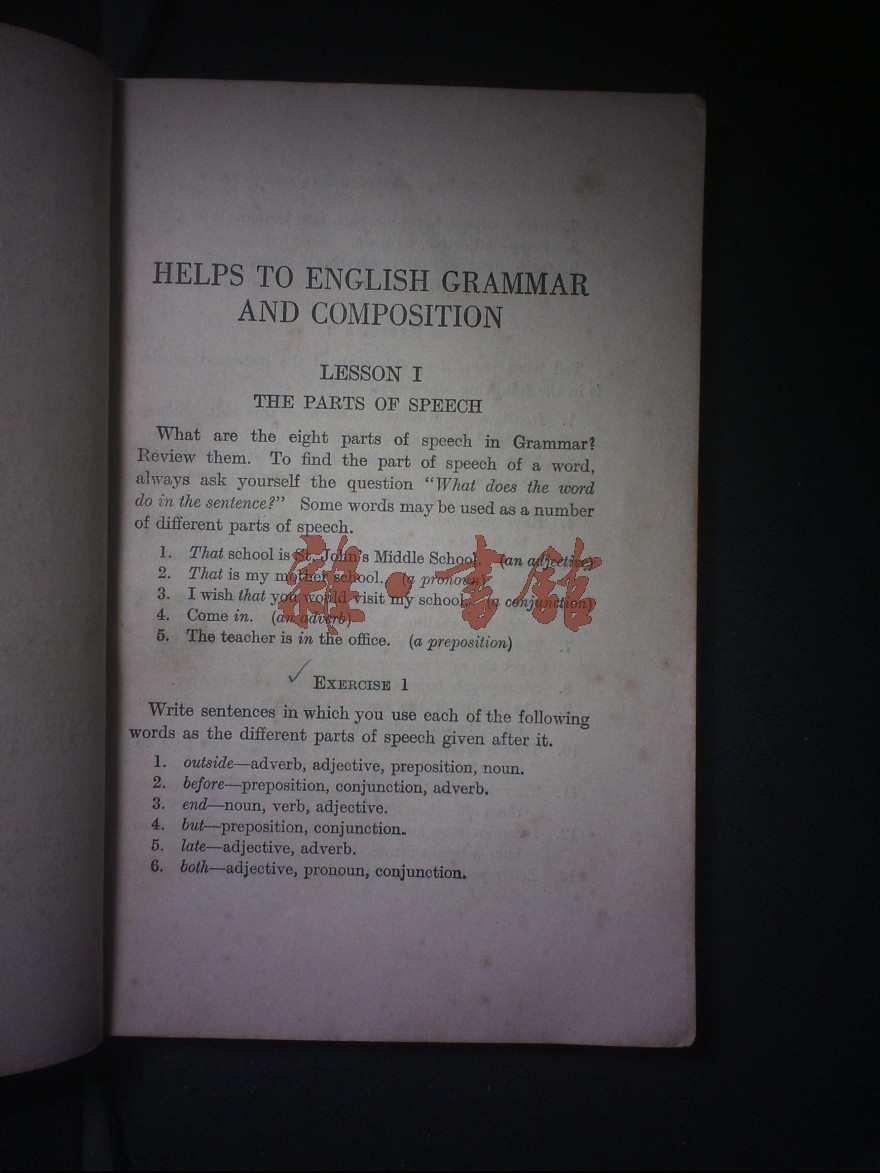 HELPS TO ENGLISH GRAMMAR
AND COMPOSITION
LESSON I
THE PARTS OF SPEECH
What are the eight parts of speech in Grammar?
Review them. To find the part of speech of a word,
always ask yourself the question “What does the word
do in the sentence?” Some words may be used as a number
of different parts of speech.
1. That school is St. John's Middle School. (an adjective)
2. That is my mother school. (a pronoun)
3. I wish that you would visit my school. (a conjunction)
4. Come in. (an adverb)
5. The teacher is in the office. (a preposition)
雜·書館
EXERCISE 1
Write sentences in which you use each of the following
words as the different parts of speech given after it.
1. outside—adverb, adjective, preposition, noun.
2. before—preposition, conjunction, adverb.
3. end—noun, verb, adjective.
4. but—preposition, conjunction.
5. late—adjective, adverb.
6. both—adjective, pronoun, conjunction.